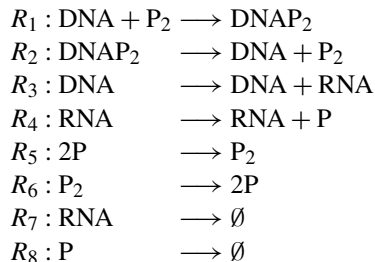 R₁ : DNA + P₂ ⟶ DNAP₂
R₂ : DNAP₂ ⟶ DNA + P₂
R₃ : DNA ⟶ DNA + RNA
R₄ : RNA ⟶ RNA + P
R₅ : 2P ⟶ P₂
R₆ : P₂ ⟶ 2P
R₇ : RNA ⟶ ∅
R₈ : P ⟶ ∅